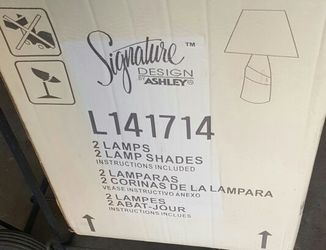 Signature™
DESIGN
BY ASHLEY®
L141714
2 LAMPS
2 LAMP SHADES
INSTRUCTIONS INCLUDED
2 LAMPARAS
2 CORINAS DE LA LAMPARA
VEASE INSTRUCTIVO ANEXO
2 LAMPES
2 ABAT-JOUR
INSTRUCTIONS INCLUES